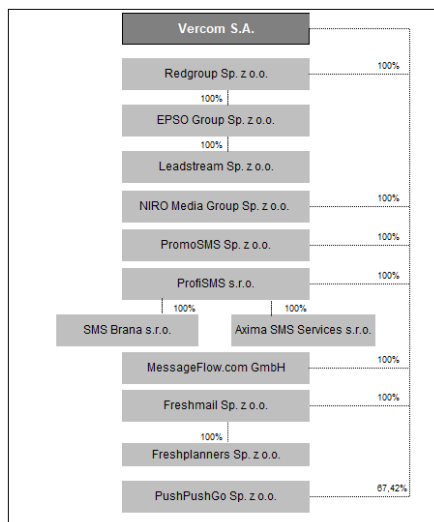 Vercom S.A.
Redgroup Sp. z o.o.
100%
100%
EPSO Group Sp. z o.o.
100%
Leadstream Sp. z o.o.
NIRO Media Group Sp. z o.o.
100%
PromoSMS Sp. z o.o.
100%
ProfiSMS s.r.o.
100%
100%
100%
SMS Brana s.r.o.
Axima SMS Services s.r.o.
MessageFlow.com GmbH
100%
Freshmail Sp. z o.o.
100%
100%
Freshplanners Sp. z o.o.
PushPushGo Sp. z o.o.
67,42%